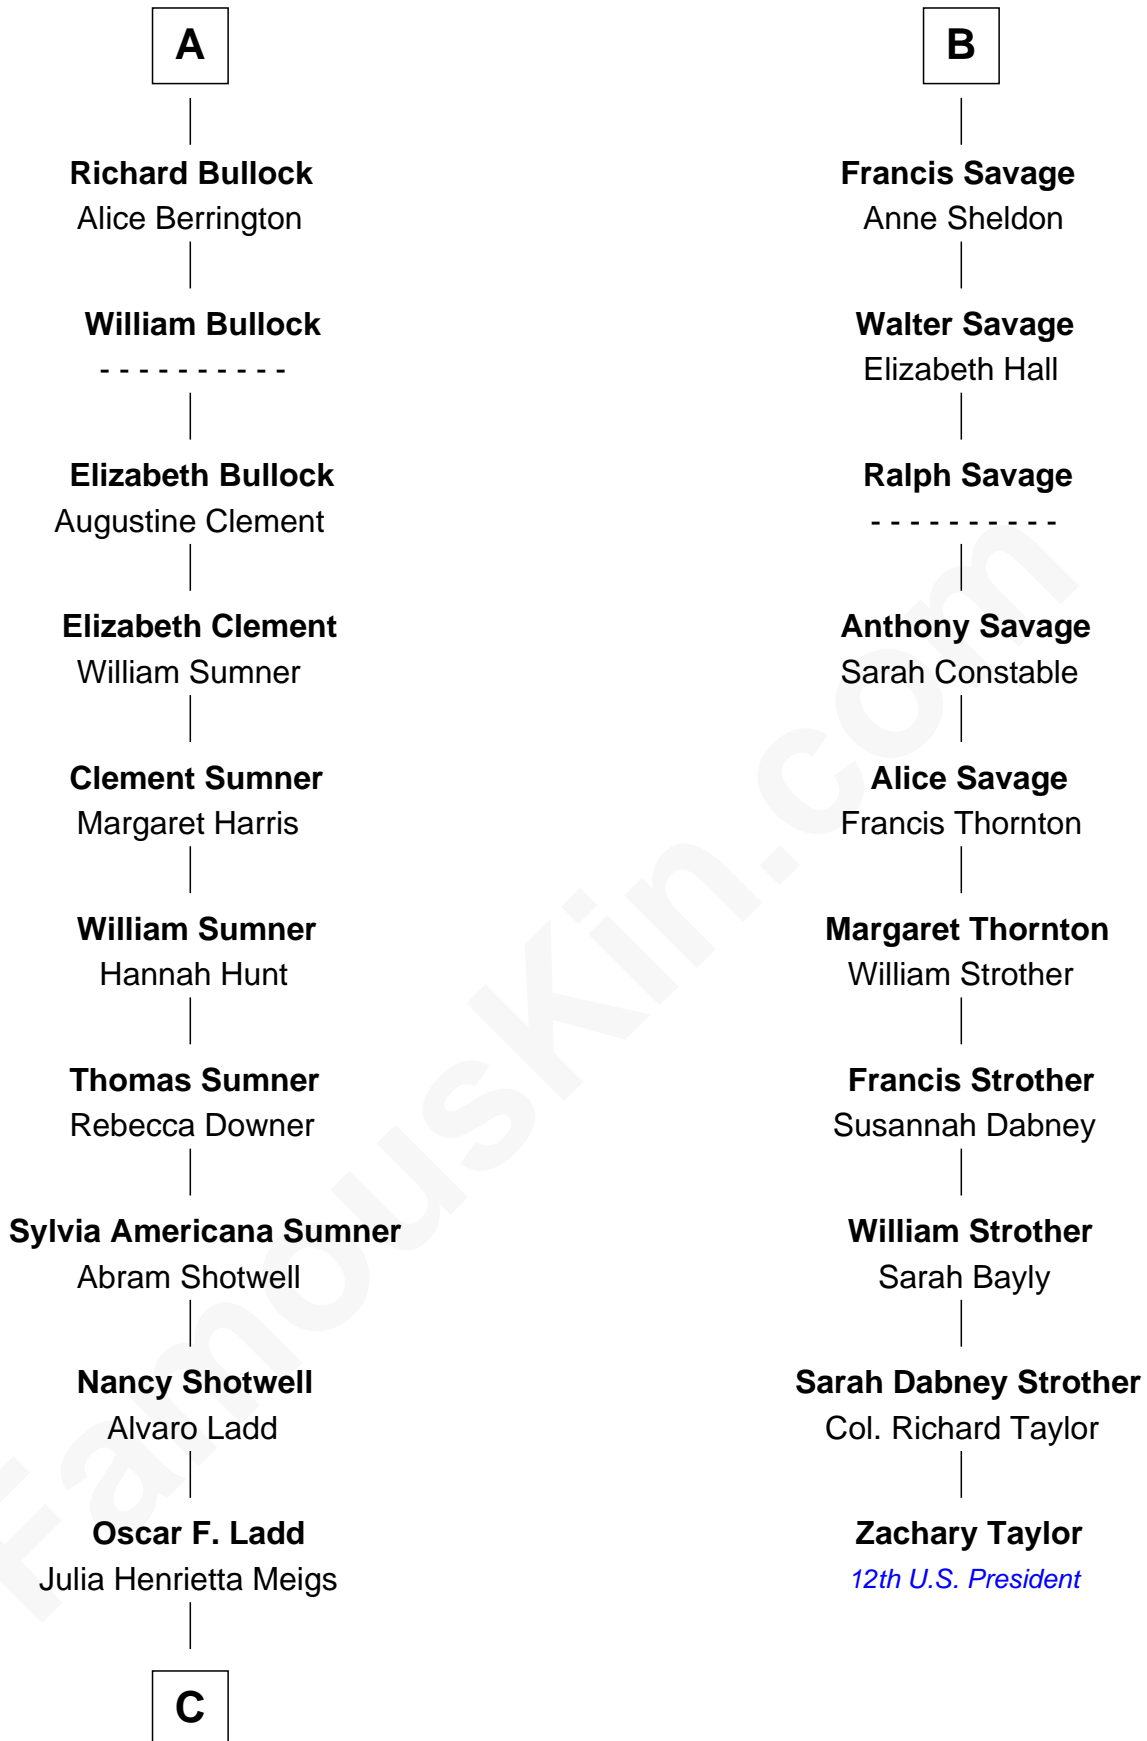 A
Richard Bullock
Alice Berrington
William Bullock
- - - - - - - - - -
Elizabeth Bullock
Augustine Clement
Elizabeth Clement
William Sumner
Clement Sumner
Margaret Harris
William Sumner
Hannah Hunt
Thomas Sumner
Rebecca Downer
Sylvia Americana Sumner
Abram Shotwell
Nancy Shotwell
Alvaro Ladd
Oscar F. Ladd
Julia Henrietta Meigs
C
B
Francis Savage
Anne Sheldon
Walter Savage
Elizabeth Hall
Ralph Savage
- - - - - - - - - -
Anthony Savage
Sarah Constable
Alice Savage
Francis Thornton
Margaret Thornton
William Strother
Francis Strother
Susannah Dabney
William Strother
Sarah Bayly
Sarah Dabney Strother
Col. Richard Taylor
Zachary Taylor
12th U.S. President
FamousKin.com